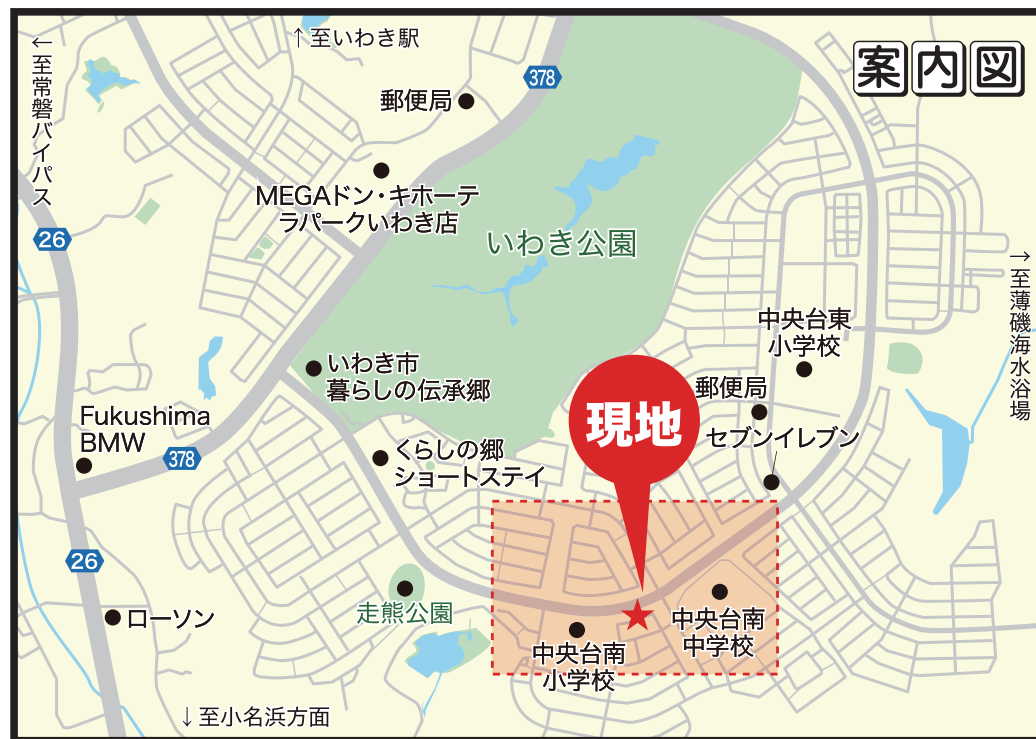 案内図
↑至いわき駅
←至常磐バイパス
378
郵便局
MEGAドン・キホーテ
ラパークいわき店
いわき公園
26
→至薄磯海水浴場
中央台東
小学校
いわき市
暮らしの伝承郷
郵便局
現地
セブンイレブン
Fukushima
BMW
378
くらしの郷
ショートステイ
26
走熊公園
ローソン
中央台南
中学校
中央台南
小学校
↓至小名浜方面